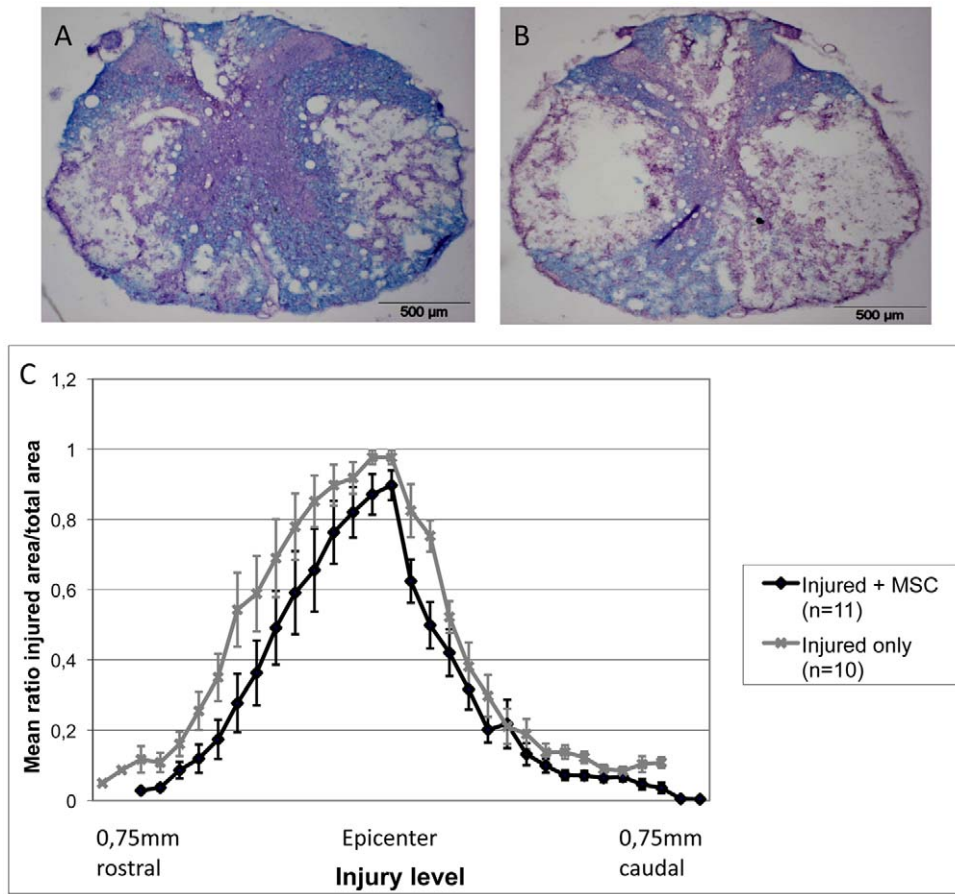 A
B
500 µm
500 µm
C
Mean ratio injured area/total area
1,2
1
0,8
0,6
0,4
0,2
0
0,75mm
rostral
Epicenter
0,75mm
caudal
Injury level
Injured + MSC
(n=11)
Injured only
(n=10)